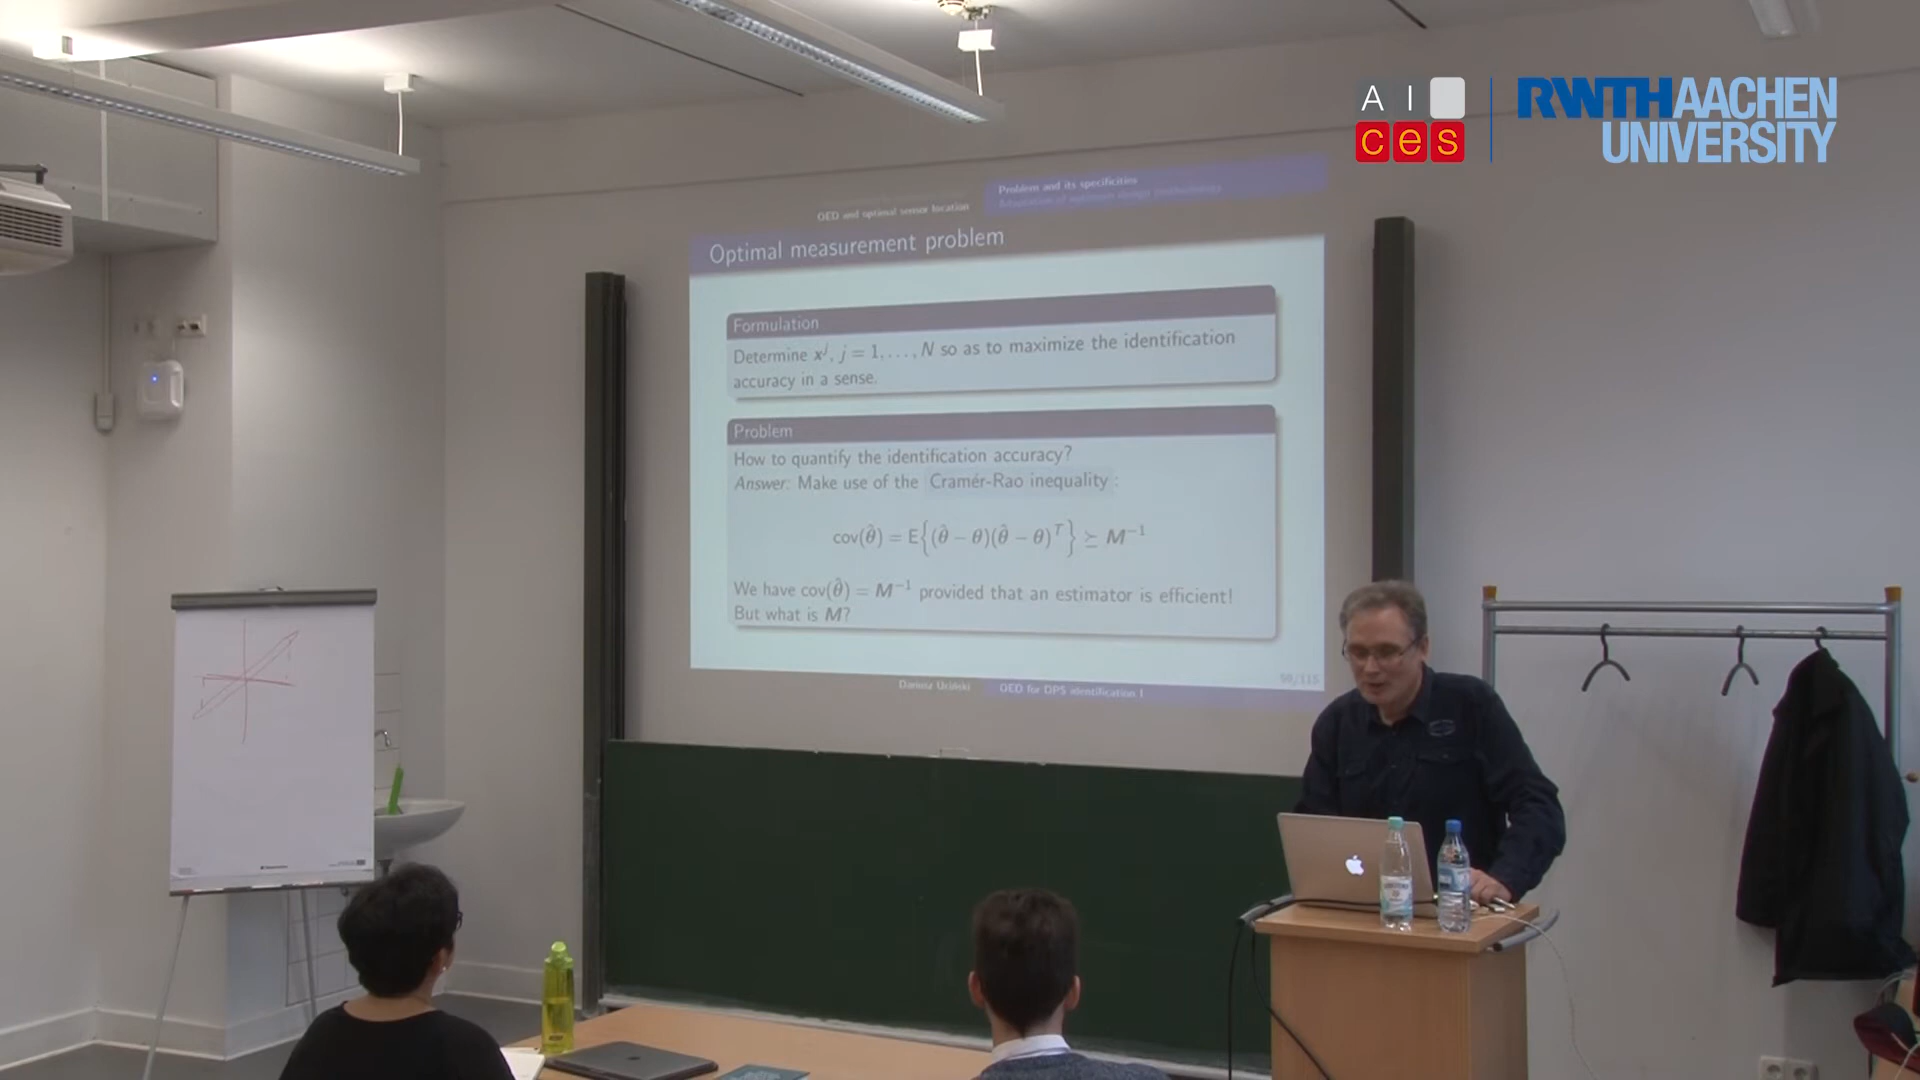 A I
ces
RWTH AACHEN
UNIVERSITY
Problem and its specificities
OED and optimal sensor location
Optimal measurement problem
Formulation
Determine xʲ, j = 1, . . . , N so as to maximize the identification
accuracy in a sense.
Problem
How to quantify the identification accuracy?
Answer: Make use of the Cramér-Rao inequality :
cov(θ̂) = E{(θ̂ − θ)(θ̂ − θ)ᵀ} ⪰ M⁻¹
We have cov(θ̂) = M⁻¹ provided that an estimator is efficient!
But what is M?
Dariusz Uciński
OED for DPS identification I